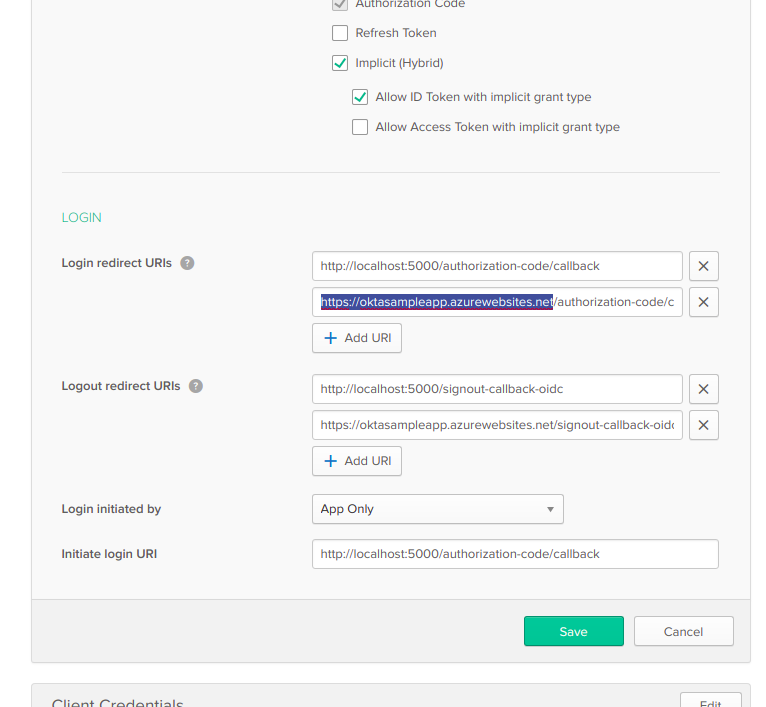 Authorization Code
Refresh Token
Implicit (Hybrid)
Allow ID Token with implicit grant type
Allow Access Token with implicit grant type
LOGIN
Login redirect URIs ?
http://localhost:5000/authorization-code/callback
https://oktasampleapp.azurewebsites.net/authorization-code/c
+ Add URI
Logout redirect URIs ?
http://localhost:5000/signout-callback-oidc
https://oktasampleapp.azurewebsites.net/signout-callback-oidc
+ Add URI
Login initiated by
App Only
Initiate login URI
http://localhost:5000/authorization-code/callback
Save
Cancel
Client Credentials
Edit